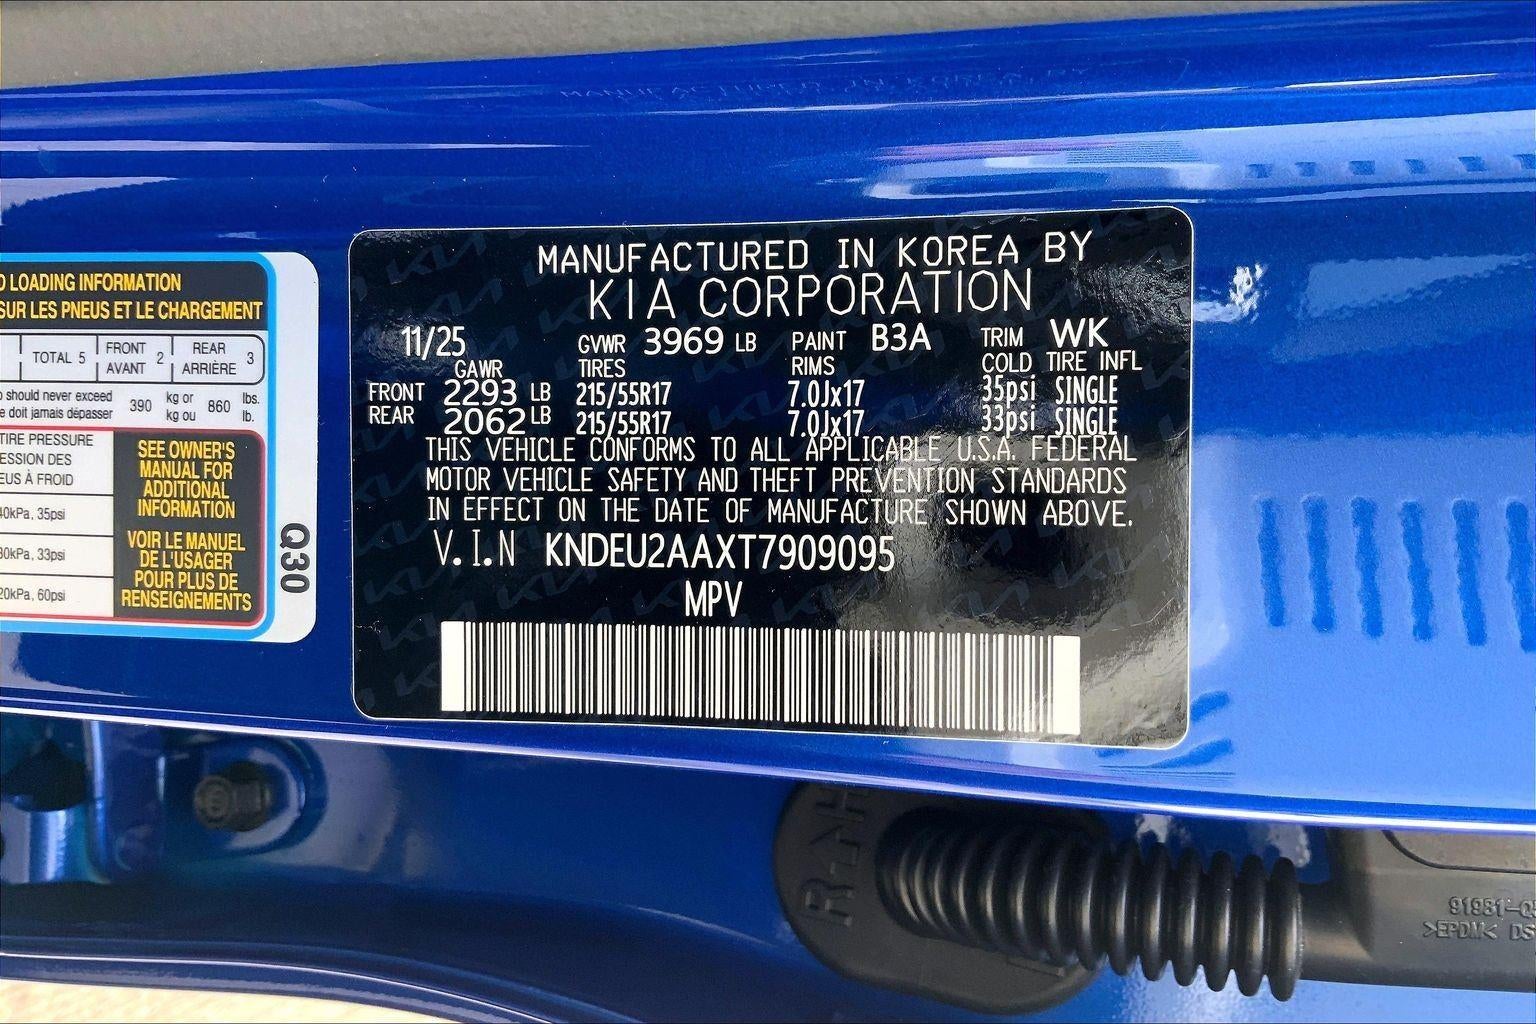 MANUFACTURED IN KOREA BY
KIA CORPORATION
11/25 GVWR 3969 LB PAINT B3A TRIM WK
GAWR TIRES RIMS COLD TIRE INFL
FRONT 2293 LB 215/55R17 7.0Jx17 35psi SINGLE
REAR 2062 LB 215/55R17 7.0Jx17 33psi SINGLE
THIS VEHICLE CONFORMS TO ALL APPLICABLE U.S.A. FEDERAL
MOTOR VEHICLE SAFETY AND THEFT PREVENTION STANDARDS
IN EFFECT ON THE DATE OF MANUFACTURE SHOWN ABOVE.
V.I.N KNDEU2AAXT7909095
MPV
LOADING INFORMATION
SUR LES PNEUS ET LE CHARGEMENT
TOTAL 5 FRONT AVANT 2 REAR ARRIÈRE 3
should never exceed 390 kg or 860 lbs.
doit jamais dépasser kg ou lb.
TIRE PRESSURE
DES
À FROID
kPa, 35psi
kPa, 33psi
kPa, 60psi
SEE OWNER'S
MANUAL FOR
ADDITIONAL
INFORMATION
VOIR LE MANUEL
DE L'USAGER
POUR PLUS DE
RENSEIGNEMENTS
Q30
R->H
>EPDM<